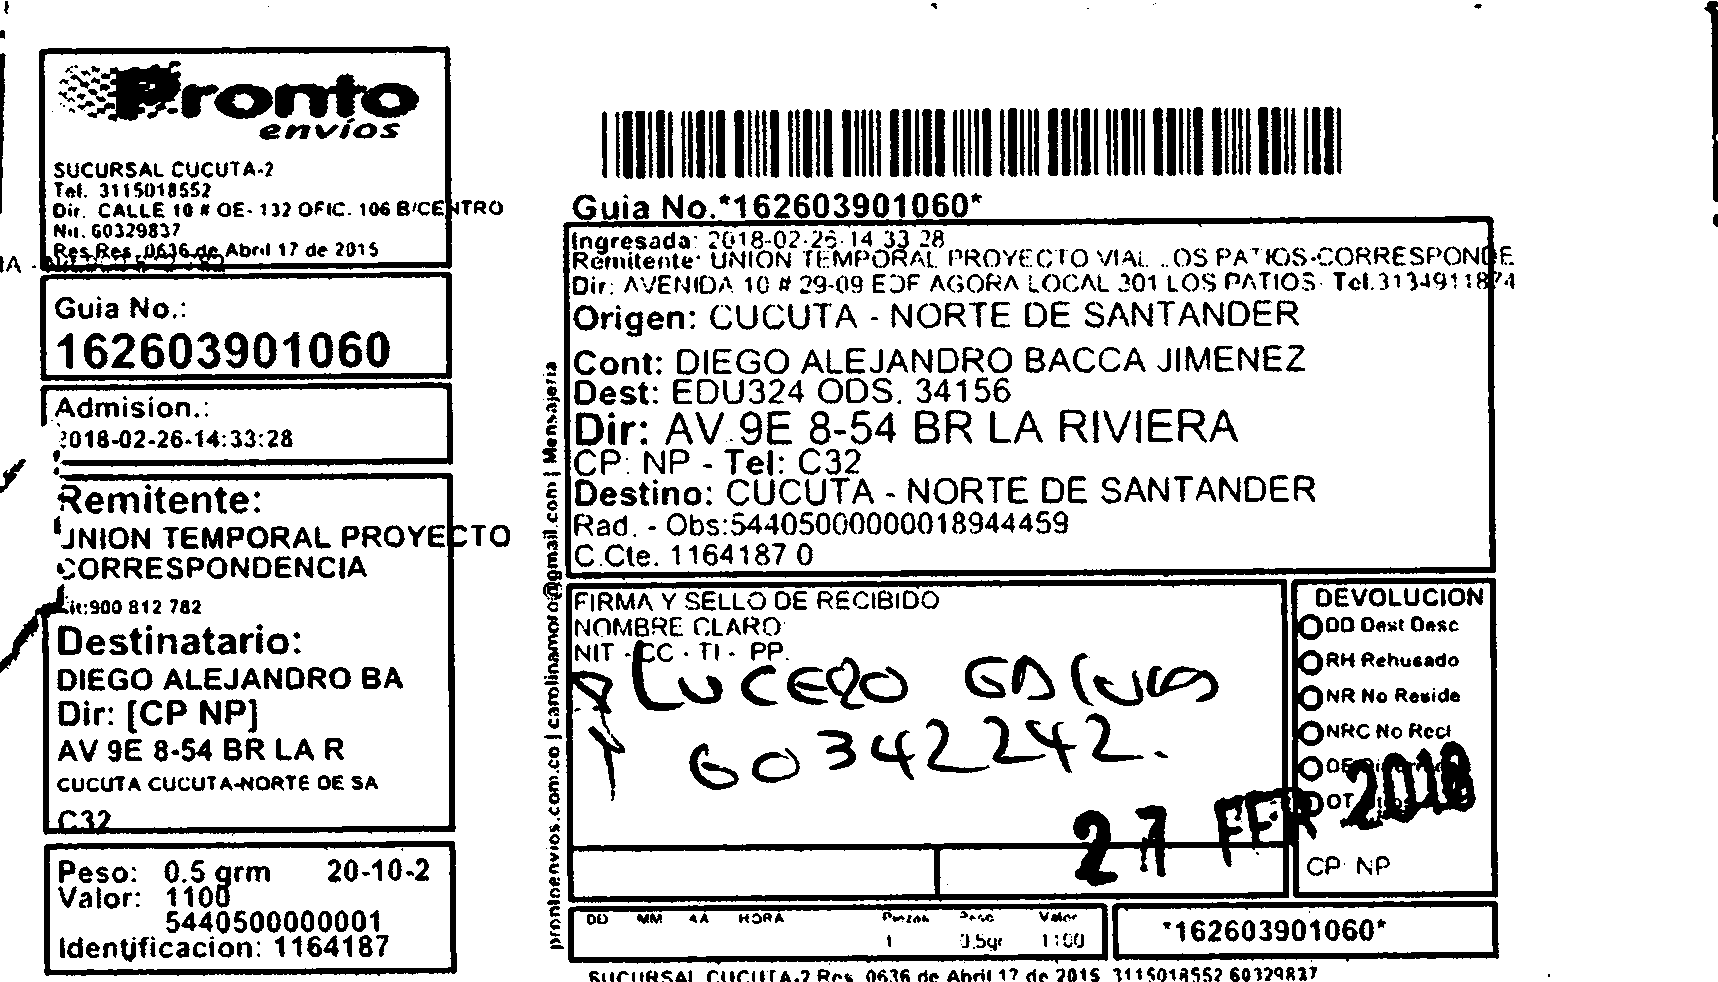 Pronto
envíos
SUCURSAL CUCUTA-2
Tel. 3115018552
Dir. CALLE 10 # OE- 132 OFIC. 106 B/CENTRO
Nit. 60329837
Res.Res. 0636 de Abril 17 de 2015
Guia No.:
162603901060
Admision.:
2018-02-26-14:33:28
Remitente:
UNION TEMPORAL PROYECTO
CORRESPONDENCIA
Nit:900 812 782
Destinatario:
DIEGO ALEJANDRO BA
Dir: [CP NP]
AV 9E 8-54 BR LA R
CUCUTA CUCUTA-NORTE DE SA
C32
Peso: 0.5 grm 20-10-2
Valor: 1100
5440500000001
Identificacion: 1164187
prontoenvios.com.co | carolinamoro@gmail.com | Mensajeria
Guia No.*162603901060*
Ingresada: 2018-02-26-14 33 28
Remitente: UNION TEMPORAL PROYECTO VIAL LOS PATIOS-CORRESPONDE
Dir: AVENIDA 10 # 29-09 EDF AGORA LOCAL 201 LOS PATIOS- Tel.3134911874
Origen: CUCUTA - NORTE DE SANTANDER
Cont: DIEGO ALEJANDRO BACCA JIMENEZ
Dest: EDU324 ODS. 34156
Dir: AV 9E 8-54 BR LA RIVIERA
CP: NP - Tel: C32
Destino: CUCUTA - NORTE DE SANTANDER
Rad. - Obs:54405000000018944459
C.Cte. 1164187 0
FIRMA Y SELLO DE RECIBIDO
NOMBRE CLARO
NIT - CC - TI - PP.
LUCERO
60342242.
27 FEB 2018
DEVOLUCION
DD Dest Desc
RH Rehusado
NR No Reside
NRC No Recl
DE
OT
CP: NP
DD MM AA HORA Piezas Peso Valor
1 0.5gr 1100
*162603901060*
SUCURSAL CUCUTA-2 Res. 0636 de Abril 17 de 2015 3115018552 60329837